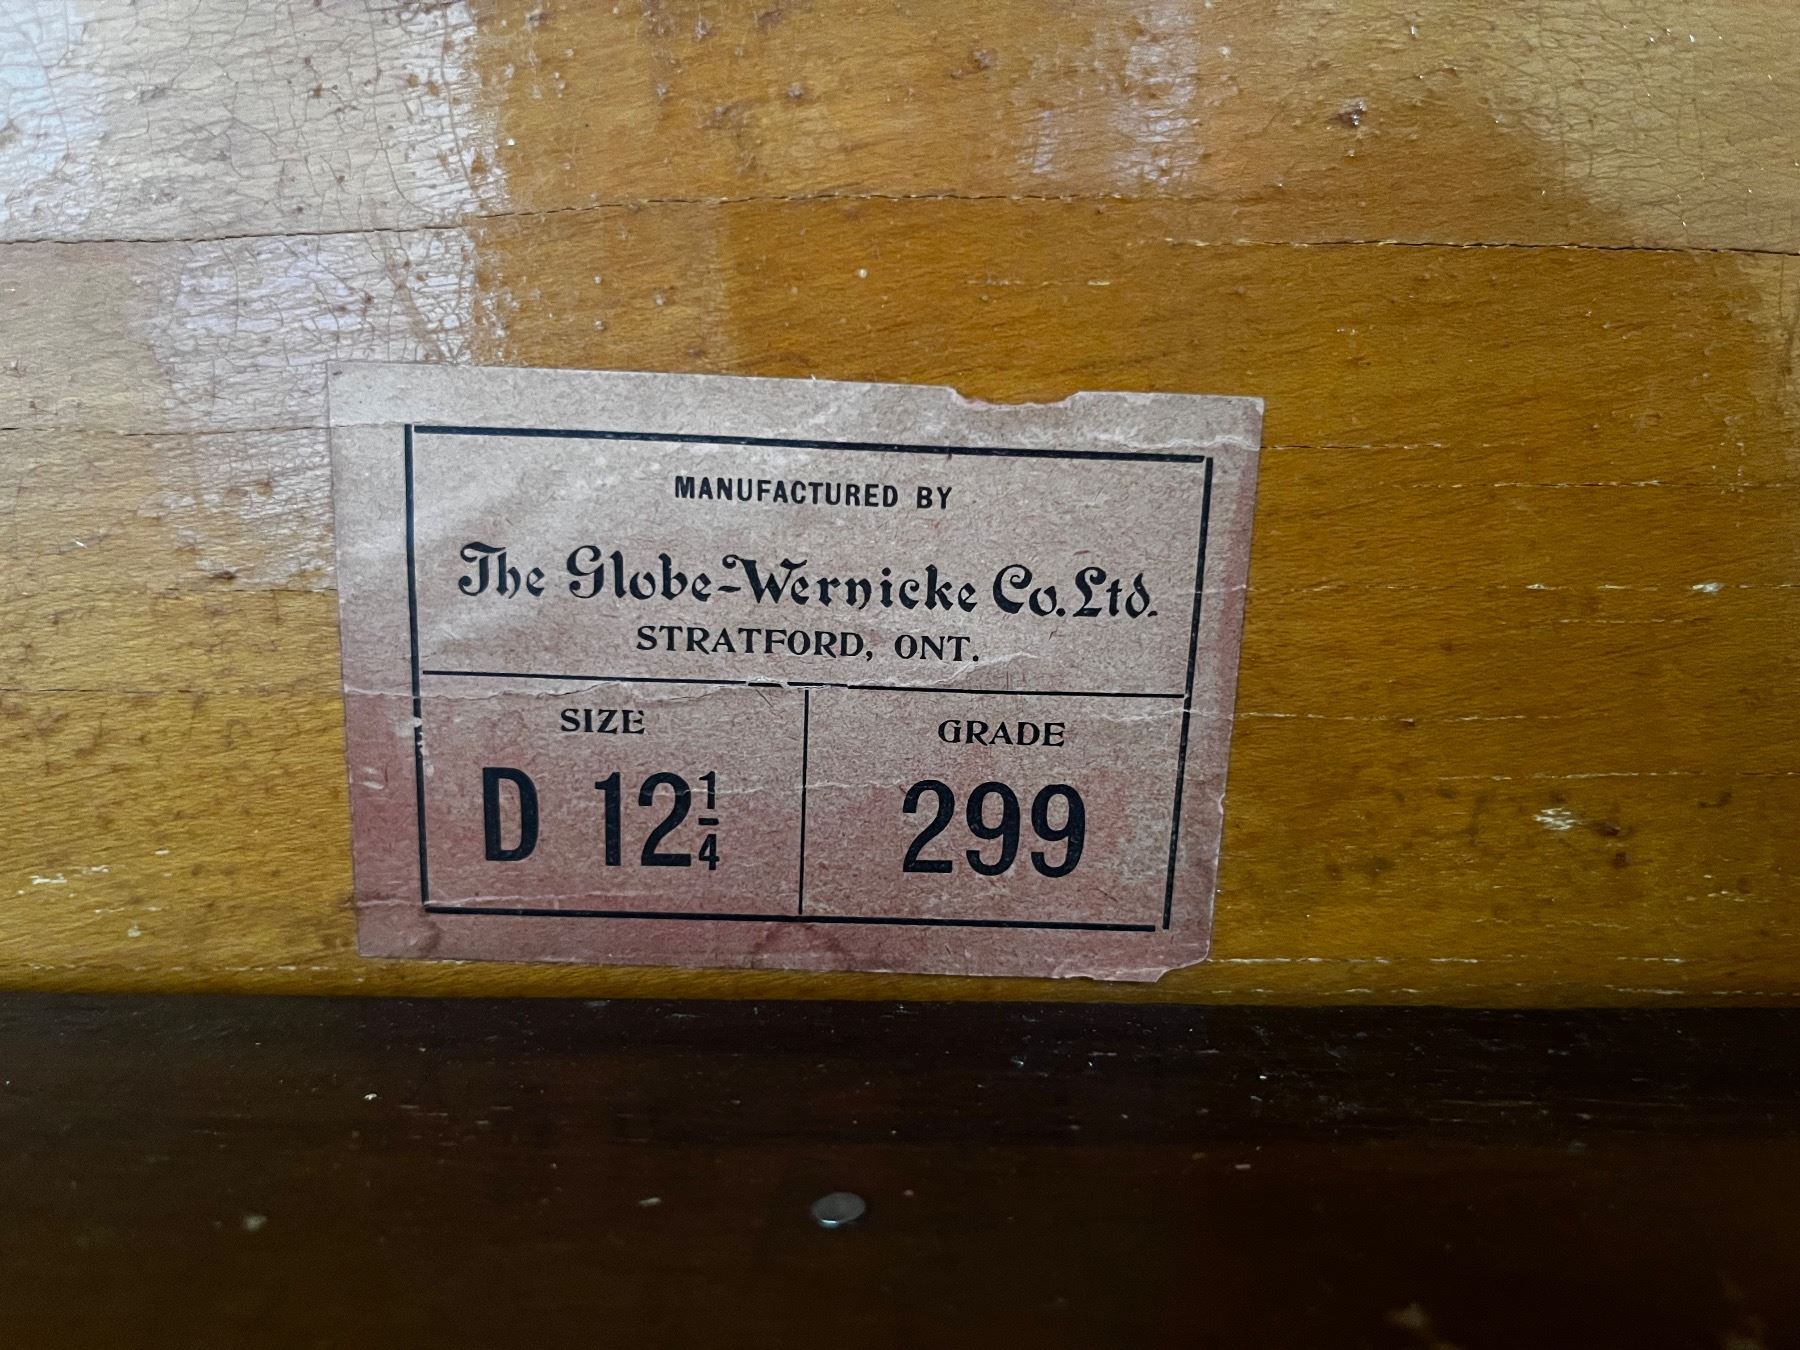 MANUFACTURED BY
The Globe-Wernicke Co. Ltd.
STRATFORD, ONT.
SIZE
D 12 1/4
GRADE
299